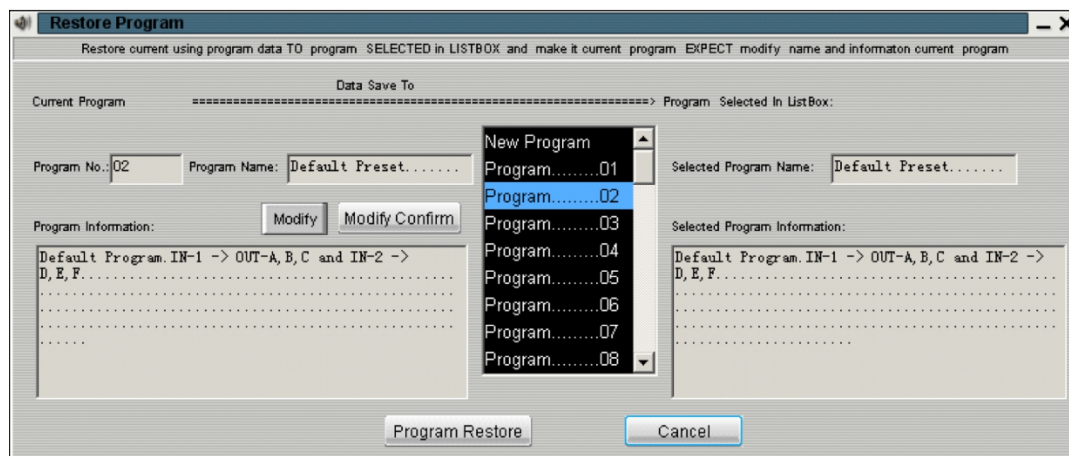 Restore Program
Restore current using program data TO program SELECTED in LISTBOX and make it current program EXPECT modify name and informaton current program
Data Save To
Current Program ==================================================================> Program Selected In ListBox:
Program No.: 02 Program Name: Default Preset.......
Selected Program Name: Default Preset.......
Modify Modify Confirm
Program Information:
Default Program.IN-1 -> OUT-A,B,C and IN-2 ->
D,E,F..................................................
.......................................................
.......................................................
.......................................................
......
New Program
Program.........01
Program.........02
Program.........03
Program.........04
Program.........05
Program.........06
Program.........07
Program.........08
Selected Program Information:
Default Program.IN-1 -> OUT-A,B,C and IN-2 ->
D,E,F..................................................
.......................................................
.......................................................
.......................................................
.....................
Program Restore Cancel